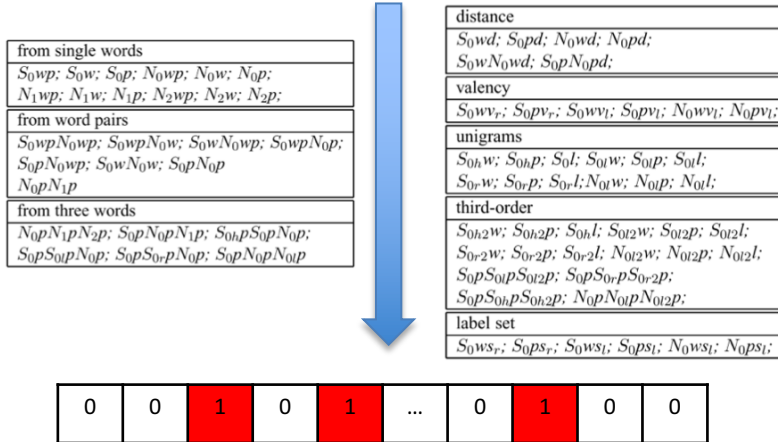 from single words
S₀wp; S₀w; S₀p; N₀wp; N₀w; N₀p;
N₁wp; N₁w; N₁p; N₂wp; N₂w; N₂p;
from word pairs
S₀wpN₀wp; S₀wpN₀w; S₀wN₀wp; S₀wpN₀p;
S₀pN₀wp; S₀wN₀w; S₀pN₀p
N₀pN₁p
from three words
N₀pN₁pN₂p; S₀pN₀pN₁p; S₀ₕpS₀pN₀p;
S₀pS₀ₗpN₀p; S₀pS₀ᵣpN₀p; S₀pN₀pN₀ₗp
distance
S₀wd; S₀pd; N₀wd; N₀pd;
S₀wN₀wd; S₀pN₀pd;
valency
S₀wvᵣ; S₀pvᵣ; S₀wvₗ; S₀pvₗ; N₀wvₗ; N₀pvₗ;
unigrams
S₀ₕw; S₀ₕp; S₀l; S₀ₗw; S₀ₗp; S₀ₗl;
S₀ᵣw; S₀ᵣp; S₀ᵣl;N₀ₗw; N₀ₗp; N₀ₗl;
third-order
S₀ₕ₂w; S₀ₕ₂p; S₀ₕl; S₀ₗ₂w; S₀ₗ₂p; S₀ₗ₂l;
S₀ᵣ₂w; S₀ᵣ₂p; S₀ᵣ₂l; N₀ₗ₂w; N₀ₗ₂p; N₀ₗ₂l;
S₀pS₀ₗpS₀ₗ₂p; S₀pS₀ᵣpS₀ᵣ₂p;
S₀pS₀ₕpS₀ₕ₂p; N₀pN₀ₗpN₀ₗ₂p;
label set
S₀wsᵣ; S₀psᵣ; S₀wsₗ; S₀psₗ; N₀wsₗ; N₀psₗ;
0 0 1 0 1 ... 0 1 0 0